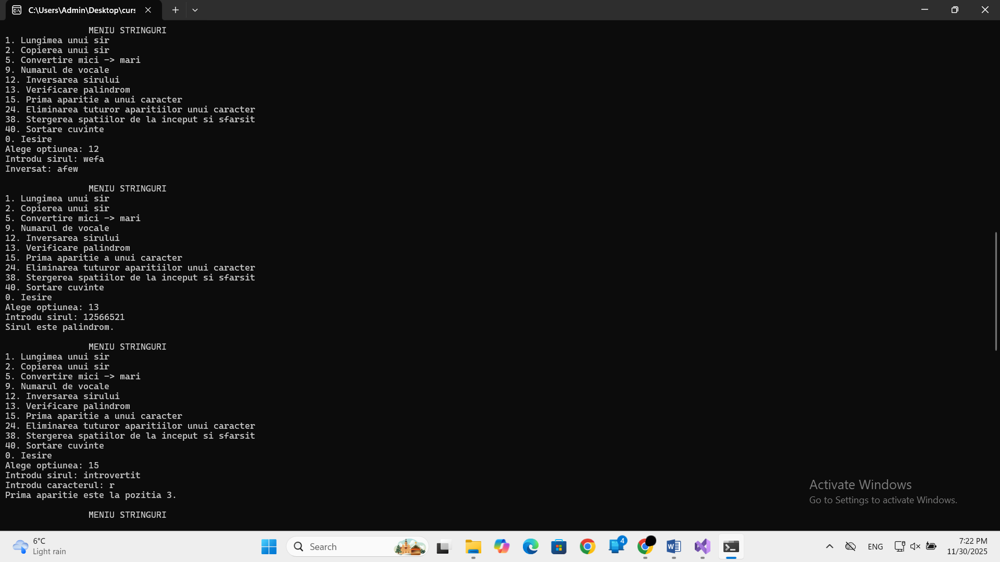 C:\Users\Admin\Desktop\curs
MENIU STRINGURI
1. Lungimea unui sir
2. Copierea unui sir
5. Convertire mici -> mari
9. Numarul de vocale
12. Inversarea sirului
13. Verificare palindrom
15. Prima aparitie a unui caracter
24. Eliminarea tuturor aparitiilor unui caracter
38. Stergerea spatiilor de la inceput si sfarsit
40. Sortare cuvinte
0. Iesire
Alege optiunea: 12
Introdu sirul: wefa
Inversat: afew
MENIU STRINGURI
1. Lungimea unui sir
2. Copierea unui sir
5. Convertire mici -> mari
9. Numarul de vocale
12. Inversarea sirului
13. Verificare palindrom
15. Prima aparitie a unui caracter
24. Eliminarea tuturor aparitiilor unui caracter
38. Stergerea spatiilor de la inceput si sfarsit
40. Sortare cuvinte
0. Iesire
Alege optiunea: 13
Introdu sirul: 12566521
Sirul este palindrom.
MENIU STRINGURI
1. Lungimea unui sir
2. Copierea unui sir
5. Convertire mici -> mari
9. Numarul de vocale
12. Inversarea sirului
13. Verificare palindrom
15. Prima aparitie a unui caracter
24. Eliminarea tuturor aparitiilor unui caracter
38. Stergerea spatiilor de la inceput si sfarsit
40. Sortare cuvinte
0. Iesire
Alege optiunea: 15
Introdu sirul: introvertit
Introdu caracterul: r
Prima aparitie este la pozitia 3.
MENIU STRINGURI
Activate Windows
Go to Settings to activate Windows.
6°C
Light rain
Search
4
ENG
7:22 PM
11/30/2025